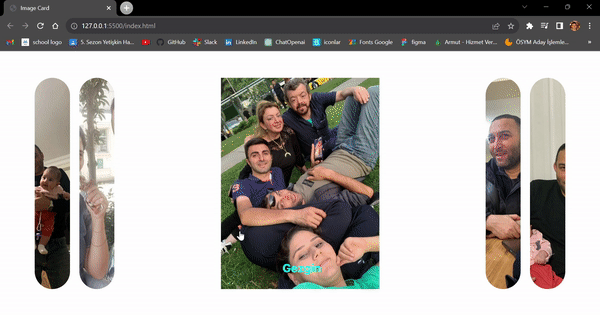 Image Card
127.0.0.1:5500/index.html
school logo
5. Sezon Yetişkin Ha...
GitHub
Slack
LinkedIn
ChatOpenai
iconlar
Fonts Google
figma
Armut - Hizmet Ver...
ÖSYM Aday İşlemle...